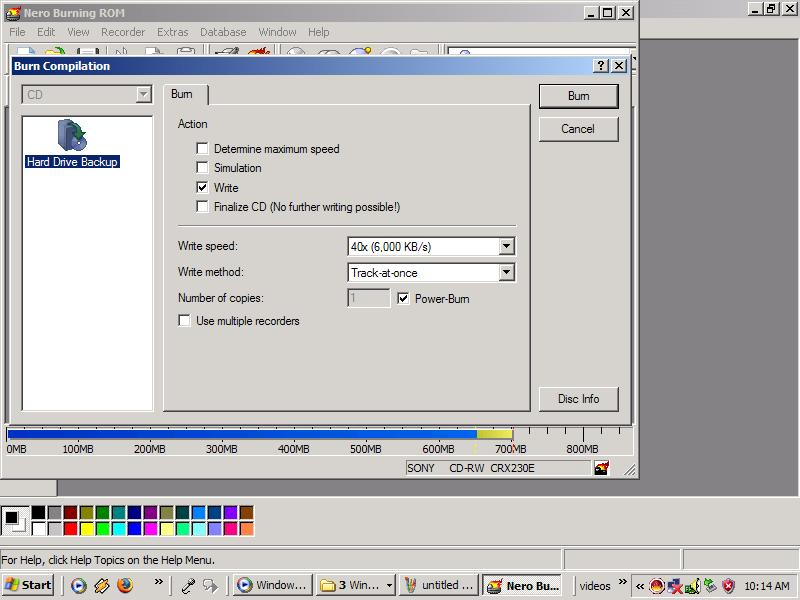 Nero Burning ROM
File Edit View Recorder Extras Database Window Help
Burn Compilation
CD
Hard Drive Backup
Burn
Action
Determine maximum speed
Simulation
Write
Finalize CD (No further writing possible!)
Write speed: 40x (6,000 KB/s)
Write method: Track-at-once
Number of copies: 1 Power-Burn
Use multiple recorders
Burn
Cancel
Disc Info
0MB 100MB 200MB 300MB 400MB 500MB 600MB 700MB 800MB
SONY CD-RW CRX230E
For Help, click Help Topics on the Help Menu.
Start » Window... 3 Win... untitled ... Nero Bu... videos » « 10:14 AM